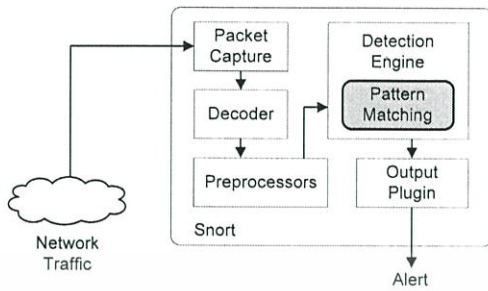 Packet
Capture
Decoder
Preprocessors
Detection
Engine
Pattern
Matching
Output
Plugin
Snort
Network
Traffic
Alert